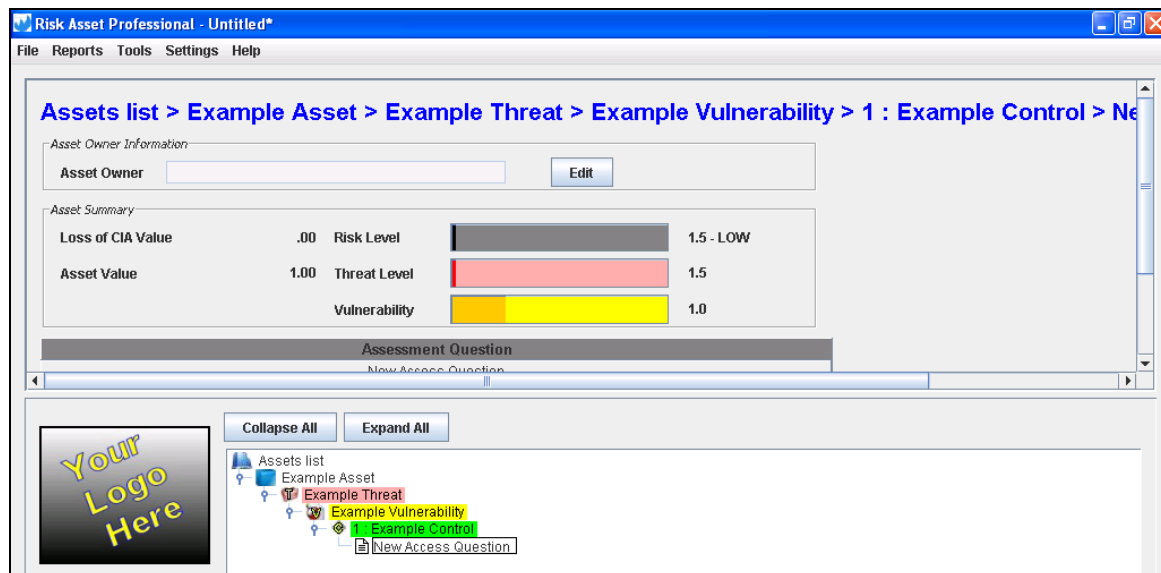 Risk Asset Professional - Untitled*
File Reports Tools Settings Help
Assets list > Example Asset > Example Threat > Example Vulnerability > 1 : Example Control > Ne
Asset Owner Information
Asset Owner Edit
Asset Summary
Loss of CIA Value .00 Risk Level 1.5 - LOW
Asset Value 1.00 Threat Level 1.5
Vulnerability 1.0
Assessment Question
New Access Question
Collapse All Expand All
Your
Logo
Here
Assets list
Example Asset
Example Threat
Example Vulnerability
1 : Example Control
New Access Question